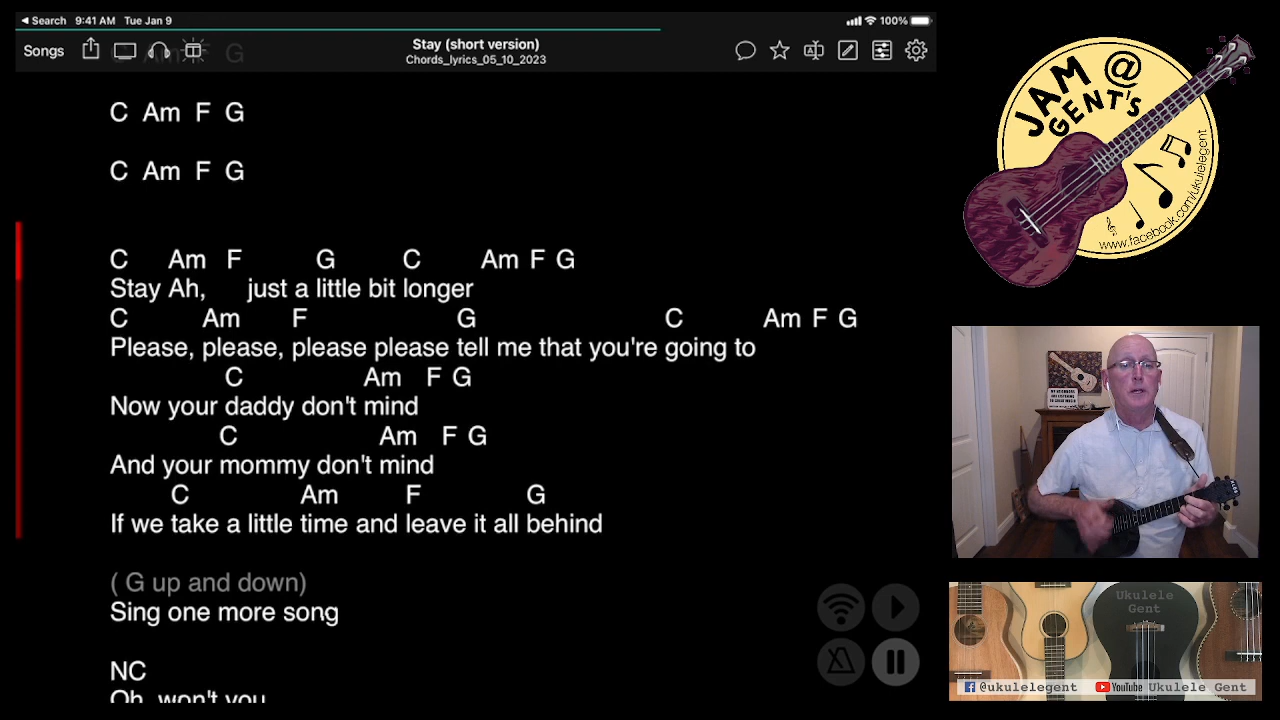 Search 9:41 AM Tue Jan 9 100%
Songs
Stay (short version)
Chords_lyrics_05_10_2023
C Am F G
C Am F G
C Am F G C Am F G
Stay Ah, just a little bit longer
C Am F G C Am F G
Please, please, please please tell me that you're going to
C Am F G
Now your daddy don't mind
C Am F G
And your mommy don't mind
C Am F G
If we take a little time and leave it all behind
( G up and down)
Sing one more song
NC
Oh, won't you
JAM @
GENT'S
www.facebook.com/ukulelegent
Ukulele
Gent
@ukulelegent YouTube Ukulele Gent